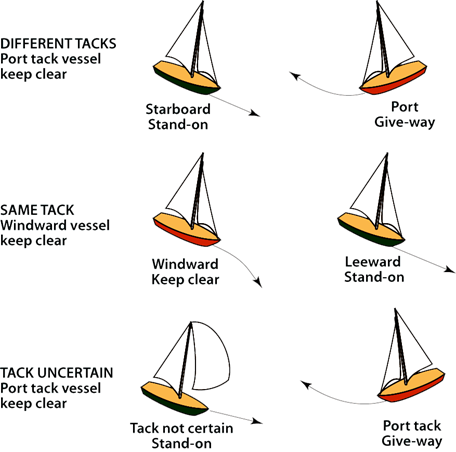 DIFFERENT TACKS
Port tack vessel
keep clear
Starboard
Stand-on
Port
Give-way
SAME TACK
Windward vessel
keep clear
Windward
Keep clear
Leeward
Stand-on
TACK UNCERTAIN
Port tack vessel
keep clear
Tack not certain
Stand-on
Port tack
Give-way